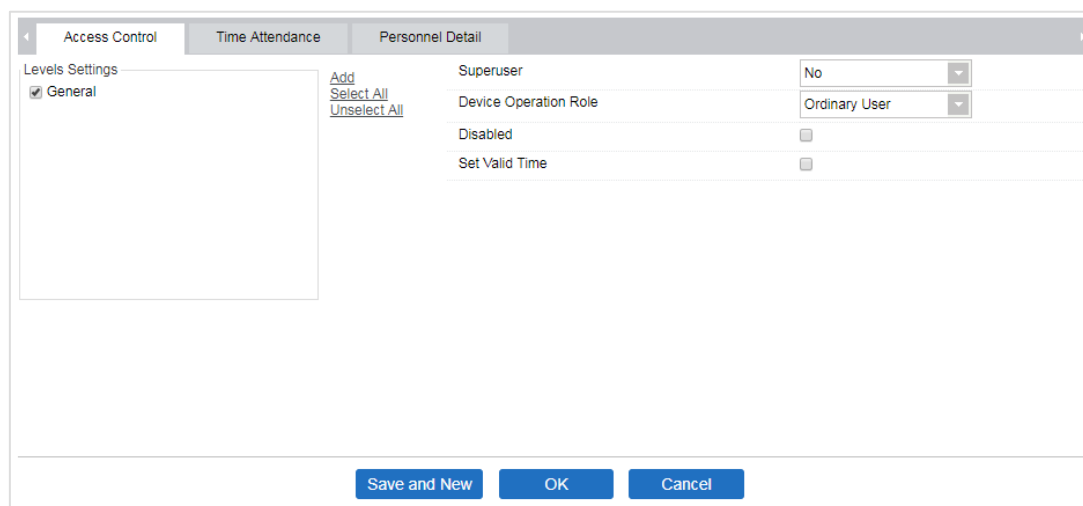 Access Control
Time Attendance
Personnel Detail
Levels Settings
General
Add
Select All
Unselect All
Superuser
No
Device Operation Role
Ordinary User
Disabled
Set Valid Time
Save and New
OK
Cancel